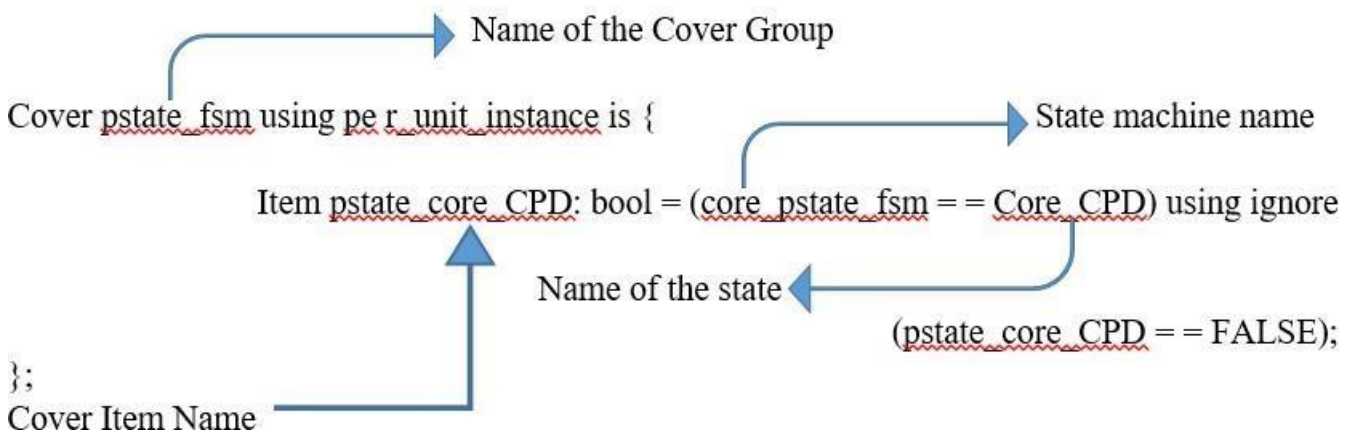 Name of the Cover Group
Cover pstate_fsm using pe r_unit_instance is {
State machine name
Item pstate_core_CPD: bool = (core_pstate_fsm = = Core_CPD) using ignore
Name of the state
(pstate_core_CPD = = FALSE);
};
Cover Item Name